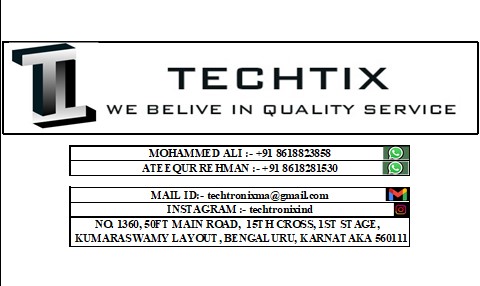 TECHTIX
WE BELIVE IN QUALITY SERVICE
MOHAMMED ALI :- +91 8618823858
ATEEQUR REHMAN :- +91 8618281530
MAIL ID:- techtronixma@gmail.com
INSTAGRAM :- techtronixind
NO. 1360, 50FT MAIN ROAD, 15TH CROSS, 1ST STAGE,
KUMARASWAMY LAYOUT, BENGALURU, KARNATAKA 560111